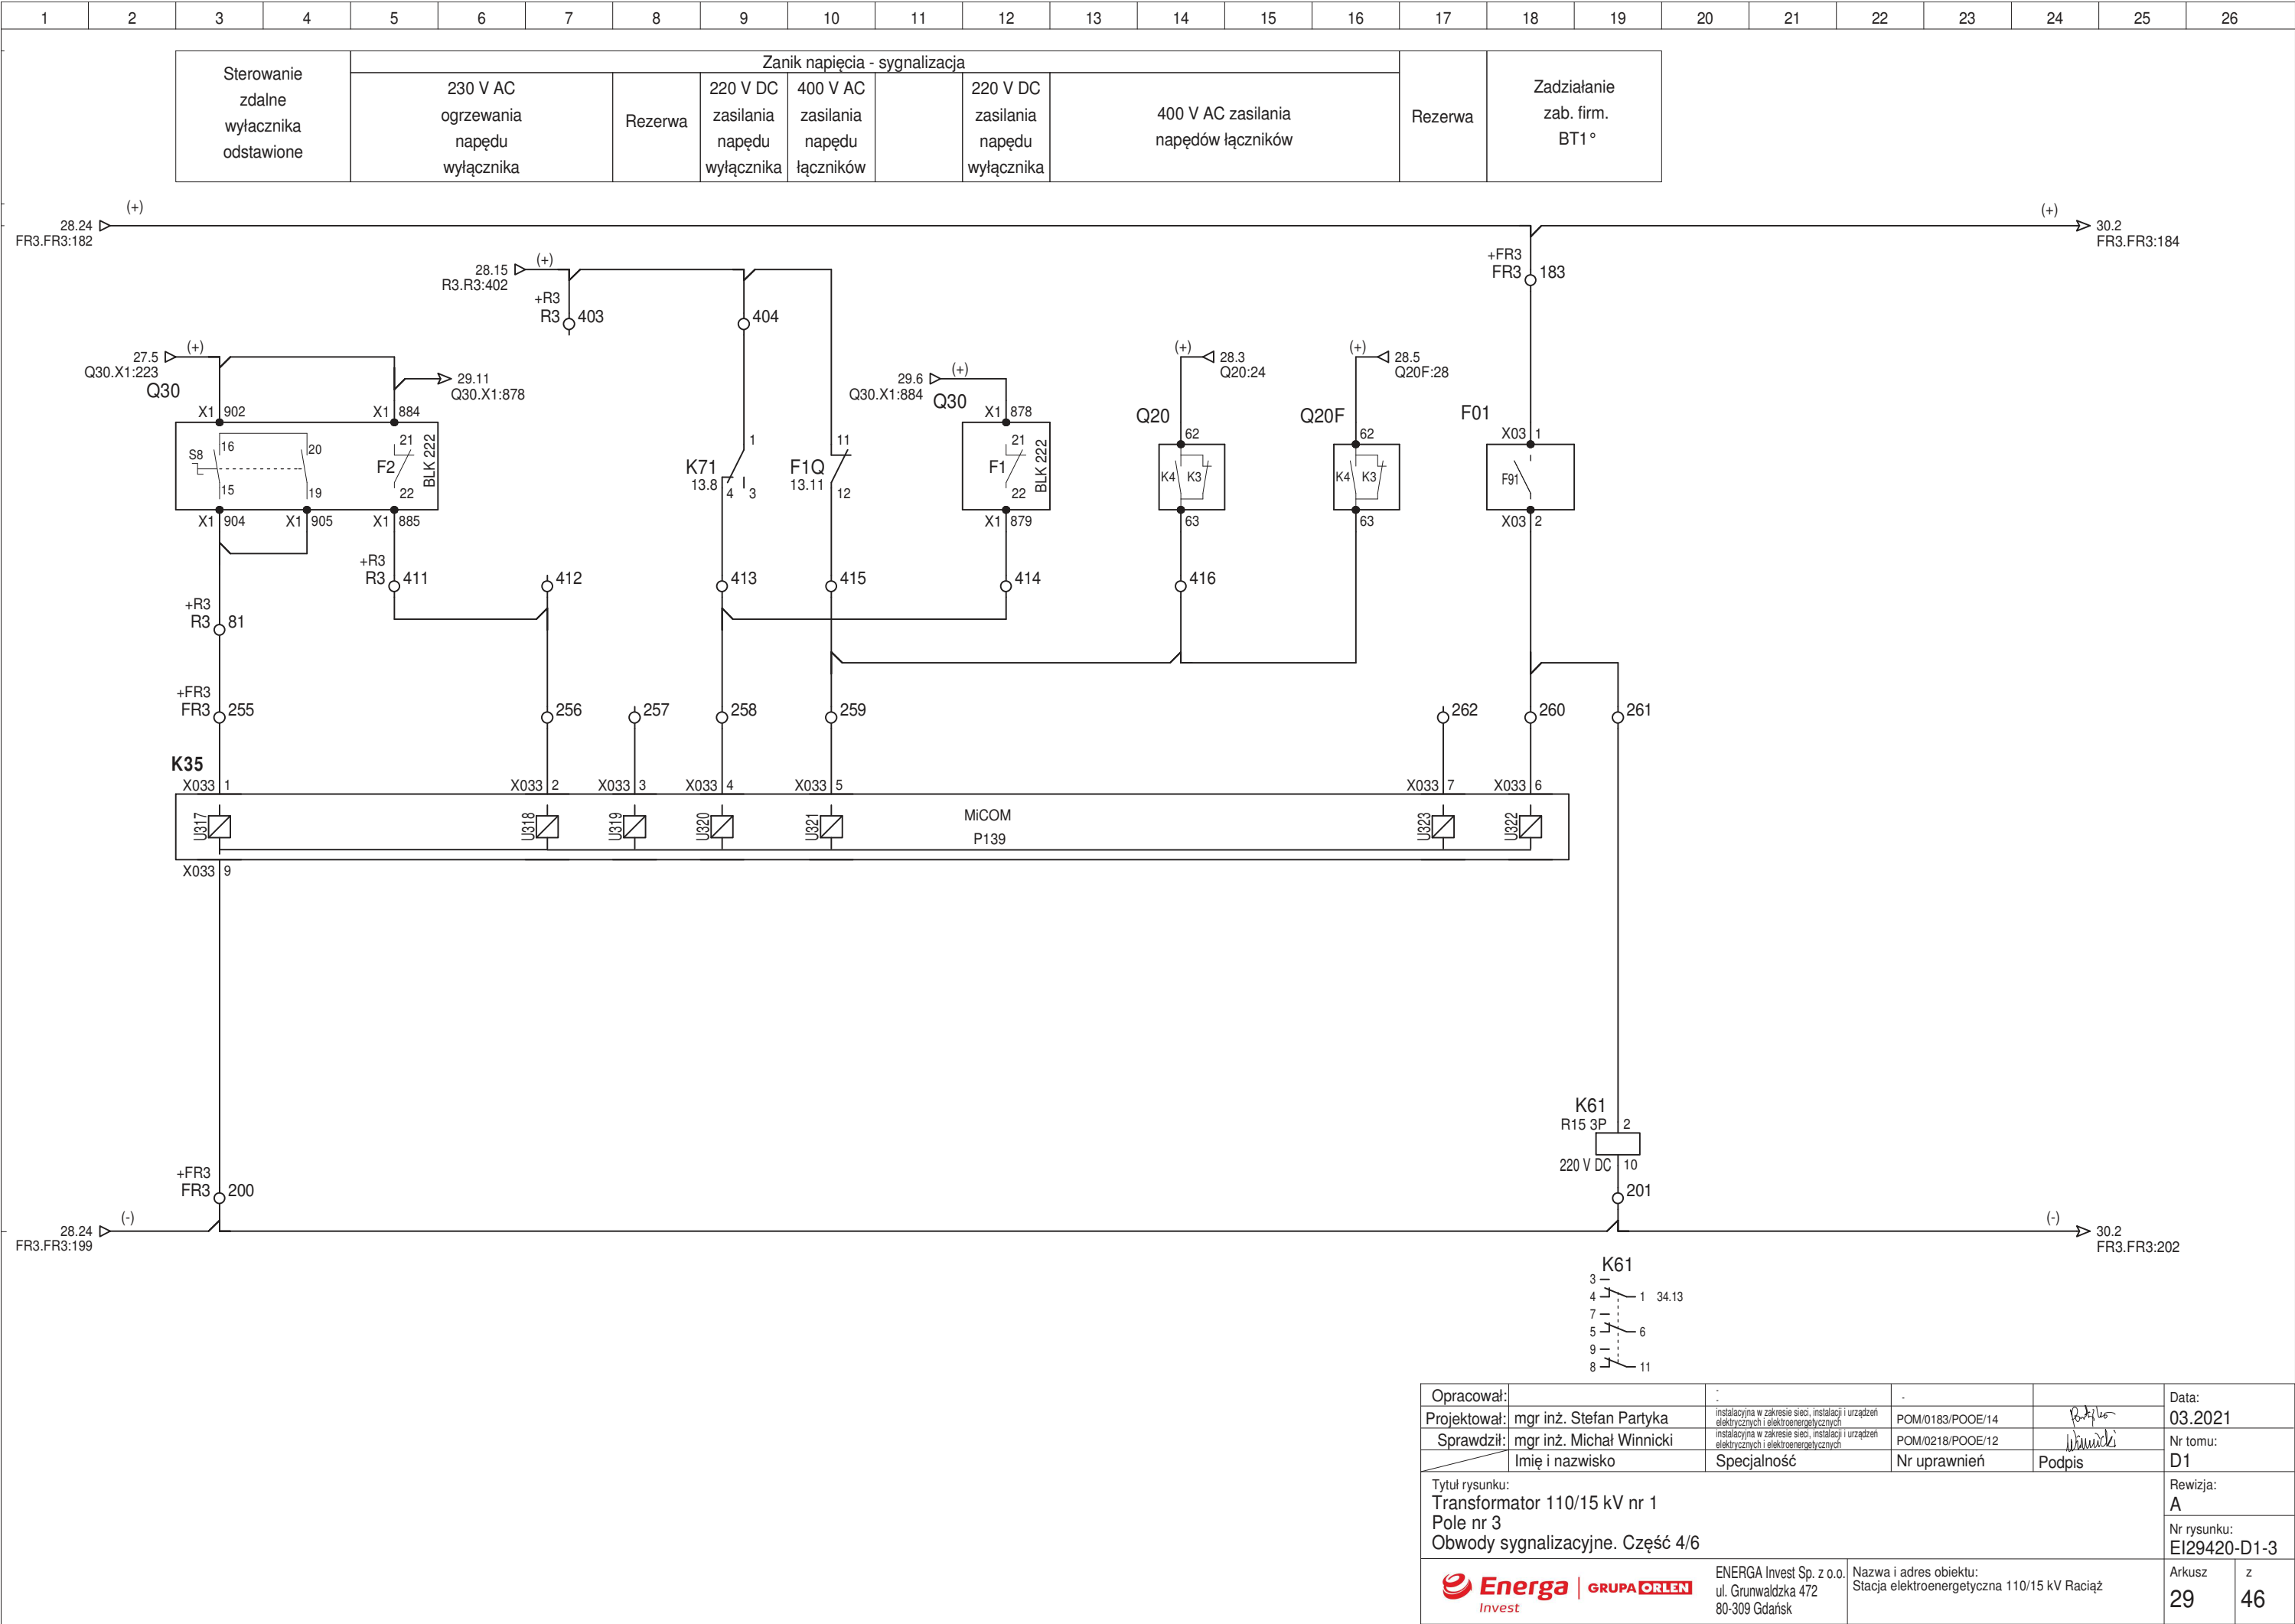 1 2 3 4 5 6 7 8 9 10 11 12 13 14 15 16 17 18 19 20 21 22 23 24 25 26
Zanik napięcia - sygnalizacja
Sterowanie
zdalne
wyłacznika
odstawione
230 V AC
ogrzewania
napędu
wyłącznika
Rezerwa
220 V DC
zasilania
napędu
wyłącznika
400 V AC
zasilania
napędu
łączników
220 V DC
zasilania
napędu
wyłącznika
400 V AC zasilania
napędów łączników
Rezerwa
Zadziałanie
zab. firm.
BT1°
(+)
28.24
FR3.FR3:182
(+)
30.2
FR3.FR3:184
28.15
R3.R3:402
(+)
+R3
R3 403
404
+FR3
FR3 183
27.5
Q30.X1:223
(+)
Q30
29.11
Q30.X1:878
29.6
Q30.X1:884
(+)
Q30
(+)
28.3
Q20:24
(+)
28.5
Q20F:28
X1 902
X1 884
S8
16
15
20
19
F2
21
22
BLK 222
X1 904
X1 905
X1 885
K71
13.8
1
4 3
F1Q
13.11
11
12
X1 878
F1
21
22
BLK 222
X1 879
Q20
62
K4 K3
63
Q20F
62
K4 K3
63
F01
X03 1
F91
X03 2
+R3
R3 411
412
413
415
414
416
+R3
R3 81
+FR3
FR3 255
256
257
258
259
262
260
261
K35
X033 1
X033 2
X033 3
X033 4
X033 5
X033 7
X033 6
U317
U318
U319
U320
U321
MiCOM
P139
U323
U322
X033 9
K61
R15 3P 2
220 V DC 10
+FR3
FR3 200
201
(-)
28.24
FR3.FR3:199
(-)
30.2
FR3.FR3:202
K61
3
4 1 34.13
7
5 6
9
8 11
Opracował: -
Projektował: mgr inż. Stefan Partyka instalacyjna w zakresie sieci, instalacji i urządzeń elektrycznych i elektroenergetycznych POM/0183/POOE/14
Sprawdził: mgr inż. Michał Winnicki instalacyjna w zakresie sieci, instalacji i urządzeń elektrycznych i elektroenergetycznych POM/0218/POOE/12 Winnicki
Imię i nazwisko Specjalność Nr uprawnień Podpis
Data:
03.2021
Nr tomu:
D1
Tytuł rysunku:
Transformator 110/15 kV nr 1
Pole nr 3
Obwody sygnalizacyjne. Część 4/6
Rewizja:
A
Nr rysunku:
EI29420-D1-3
Energa
Invest
GRUPA ORLEN
ENERGA Invest Sp. z o.o.
ul. Grunwaldzka 472
80-309 Gdańsk
Nazwa i adres obiektu:
Stacja elektroenergetyczna 110/15 kV Raciąż
Arkusz
29
z
46